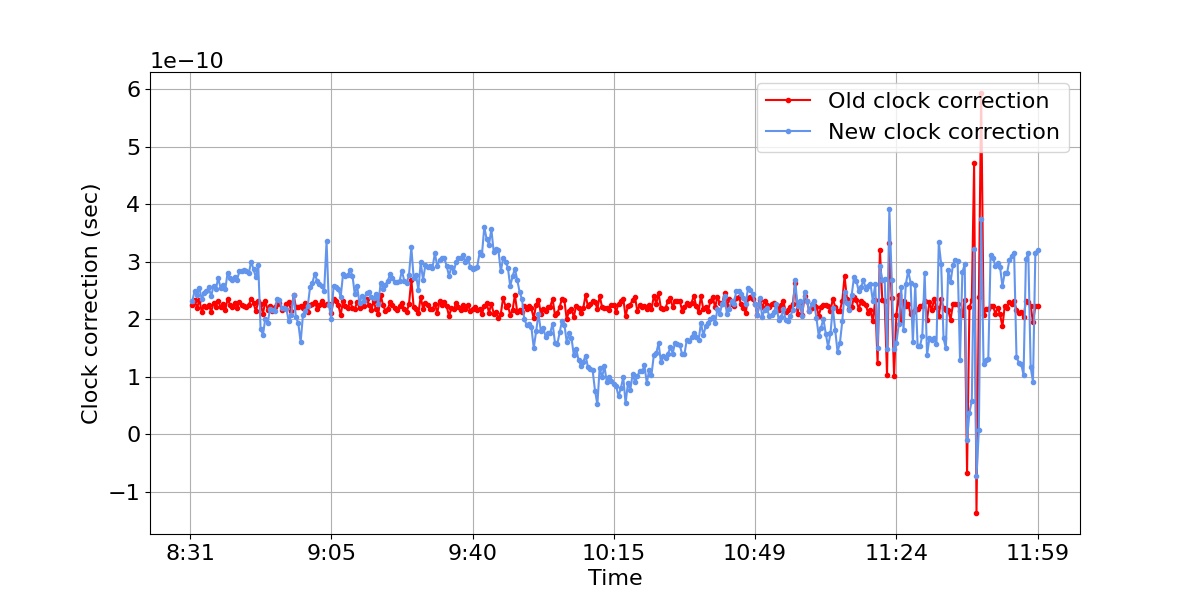 1e−10
6
5
4
3
2
1
0
−1
Clock correction (sec)
Old clock correction
New clock correction
8:31 9:05 9:40 10:15 10:49 11:24 11:59
Time